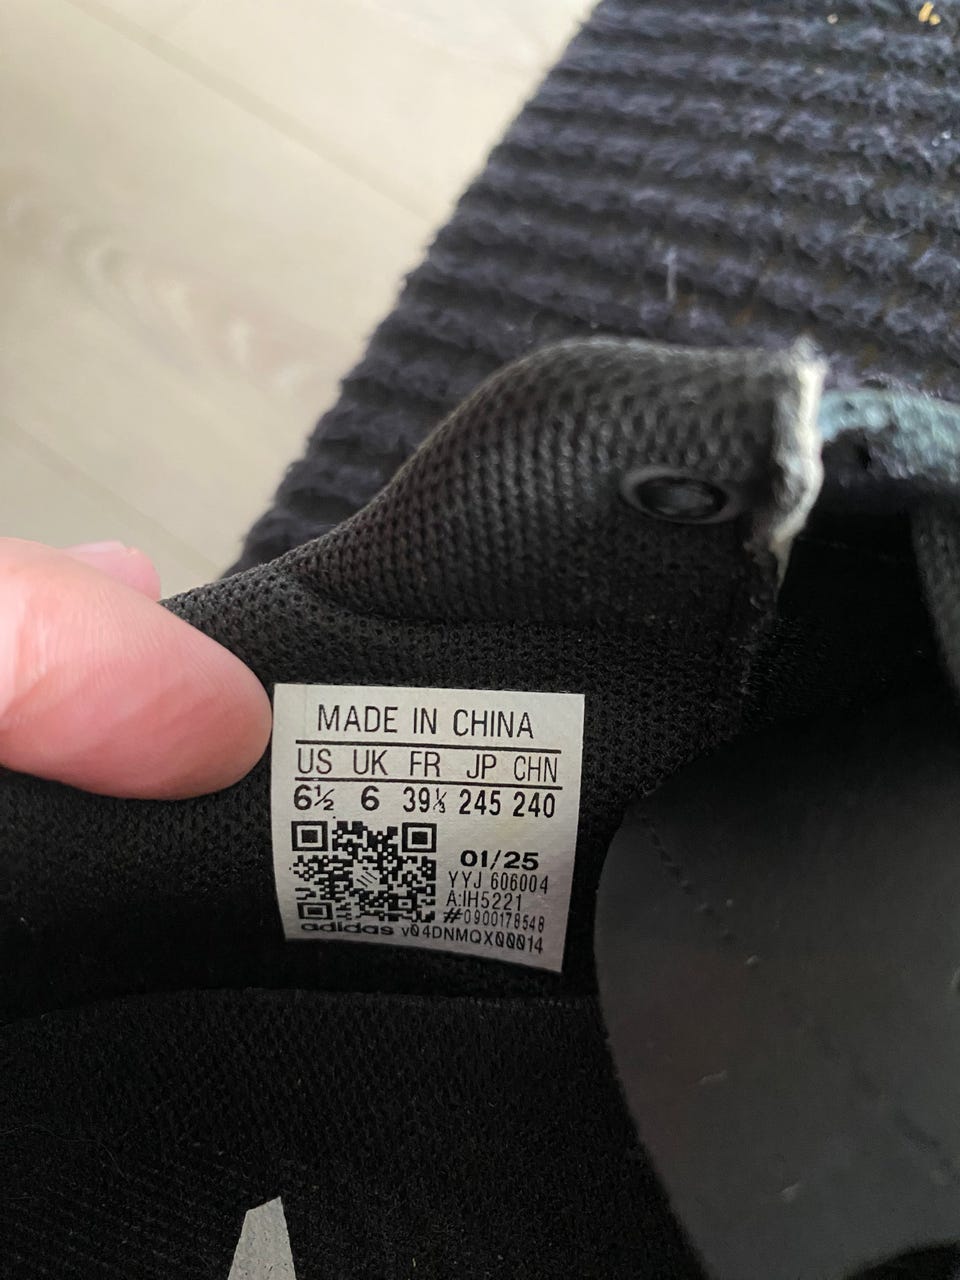 MADE IN CHINA
US UK FR JP CHN
6½ 6 39⅓ 245 240
01/25
YYJ 606004
A:IH5221
#0900178548
adidas v04DNMQX00014